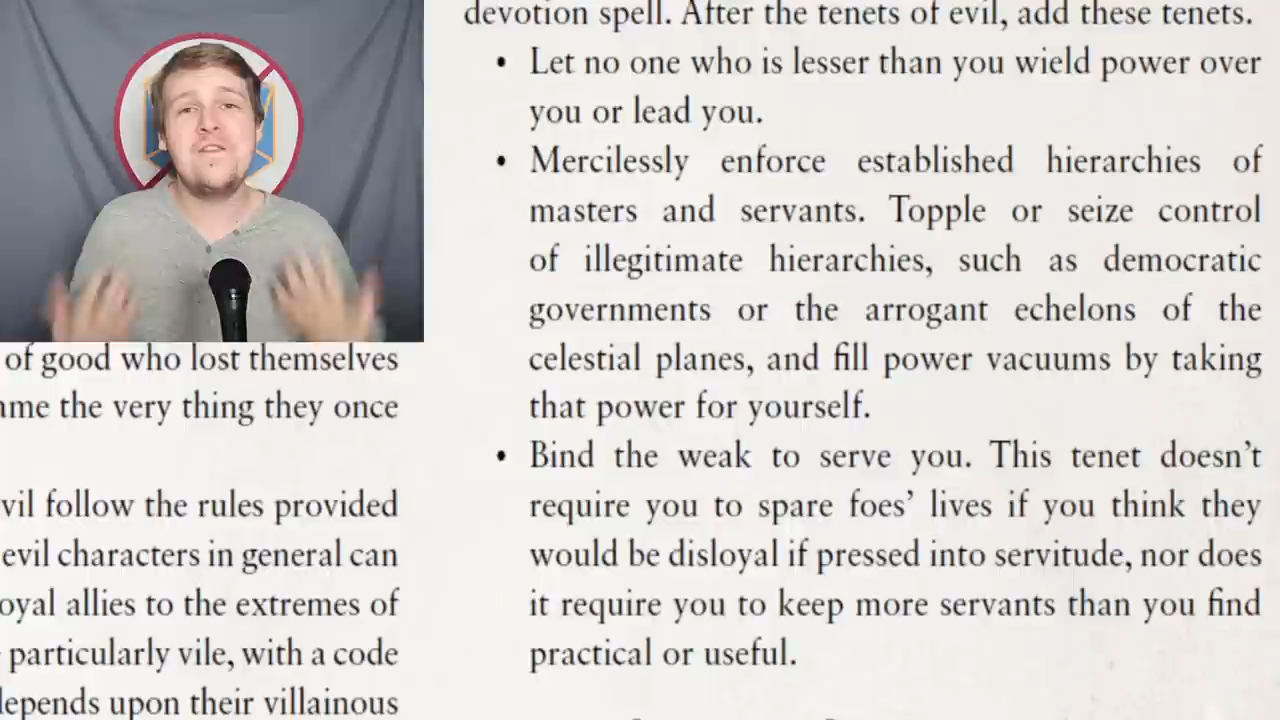 of good who lost themselves
the very thing they once
follow the rules provided
evil characters in general can
allies to the extremes of
particularly vile, with a code
depends upon their villainous
devotion spell. After the tenets of evil, add these tenets.
• Let no one who is lesser than you wield power over
you or lead you.
• Mercilessly enforce established hierarchies of
masters and servants. Topple or seize control
of illegitimate hierarchies, such as democratic
governments or the arrogant echelons of the
celestial planes, and fill power vacuums by taking
that power for yourself.
• Bind the weak to serve you. This tenet doesn't
require you to spare foes' lives if you think they
would be disloyal if pressed into servitude, nor does
it require you to keep more servants than you find
practical or useful.